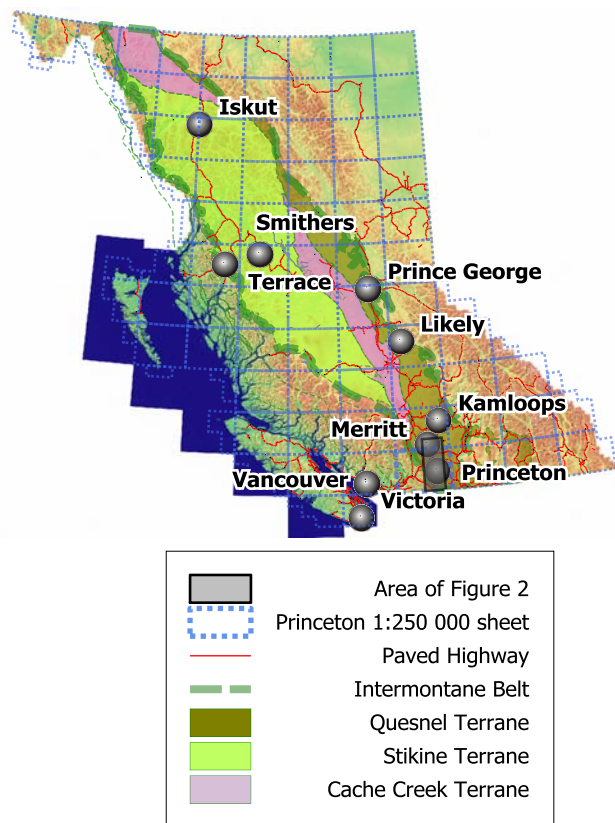 Iskut
Smithers
Terrace
Prince George
Likely
Kamloops
Merritt
Princeton
Vancouver
Victoria
Area of Figure 2
Princeton 1:250 000 sheet
Paved Highway
Intermontane Belt
Quesnel Terrane
Stikine Terrane
Cache Creek Terrane